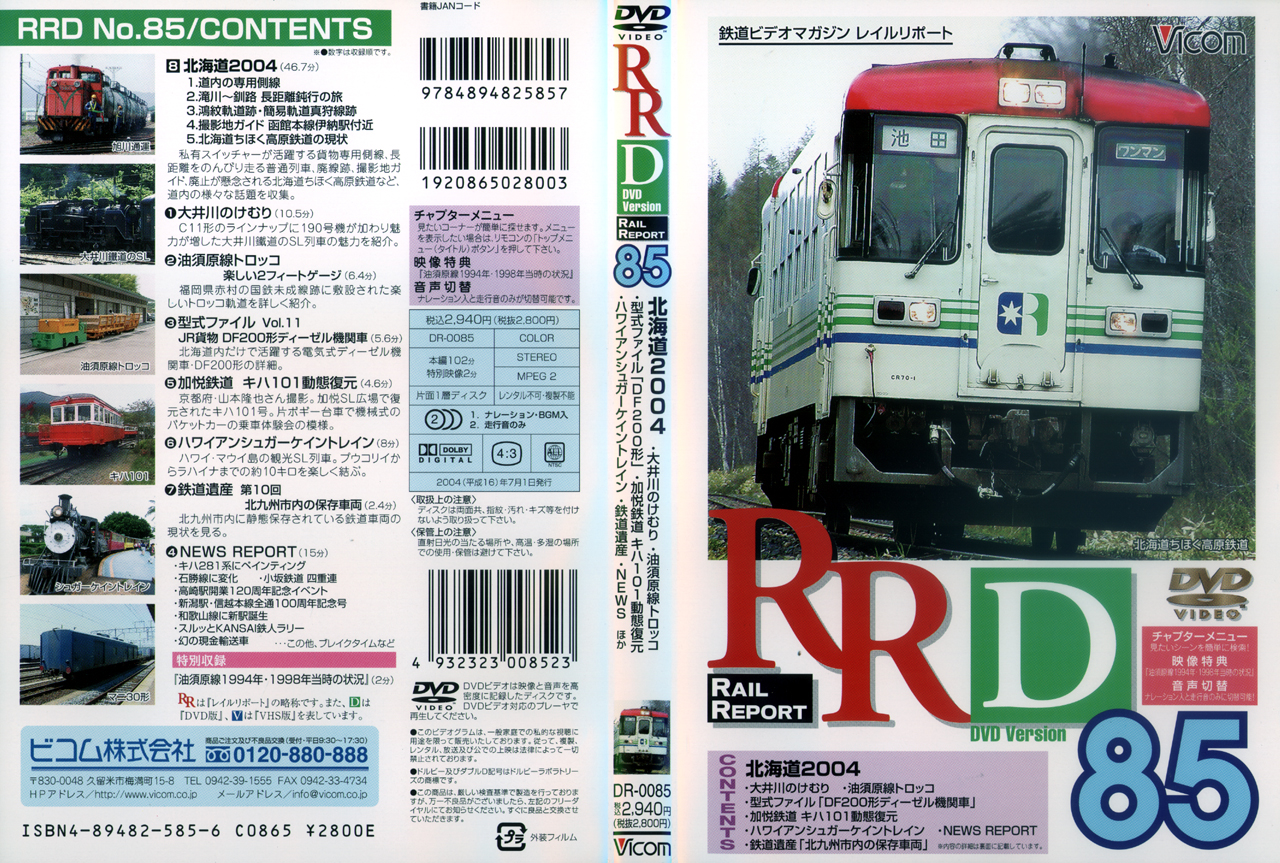 RRD No.85/CONTENTS
※●数字は収録順です。
8 北海道2004(46.7分)
1.道内の専用側線
2.滝川〜釧路 長距離鈍行の旅
3.鴻紋軌道跡・簡易軌道真狩線跡
4.撮影地ガイド 函館本線伊納駅付近
5.北海道ちほく高原鉄道の現状
私有スイッチャーが活躍する貨物専用側線、長
距離をのんびり走る普通列車、廃線跡、撮影地ガ
イド、廃止が懸念される北海道ちほく高原鉄道など、
道内の様々な話題を収集。
❶大井川のけむり(10.5分)
C11形のラインナップに190号機が加わり魅
力が増した大井川鐵道のSL列車の魅力を紹介。
❷油須原線トロッコ
楽しい2フィートゲージ(6.4分)
福岡県赤村の国鉄未成線跡に敷設された楽
しいトロッコ軌道を詳しく紹介。
❸型式ファイル Vol.11
JR貨物 DF200形ディーゼル機関車(5.6分)
北海道内だけで活躍する電気式ディーゼル機
関車・DF200形の詳細。
❺加悦鉄道 キハ101動態復元(4.6分)
京都府・山本隆也さん撮影。加悦SL広場で復
元されたキハ101号。片ボギー台車で機械式の
バケットカーの乗車体験会の模様。
❻ハワイアンシュガーケイントレイン(8分)
ハワイ・マウイ島の観光SL列車。プウコリイか
らラハイナまでの約10キロを楽しく結ぶ。
❼鉄道遺産 第10回
北九州市内の保存車両(2.4分)
北九州市内に静態保存されている鉄道車両の
現状を見る。
❹NEWS REPORT(15分)
・キハ281系にペインティング
・石勝線に変化 ・小坂鉄道 四重連
・高崎駅開業120周年記念イベント
・新潟駅・信越本線全通100周年記念号
・和歌山線に新駅誕生
・スルッとKANSAI鉄人ラリー
・幻の現金輸送車 …この他、ブレイクタイムなど
特別収録
『油須原線1994年・1998年当時の状況』(2分)
RRは『レイルリポート』の略称です。また、Dは
『DVD版』、Vは『VHS版』を表しています。
旭川通運
大井川鐵道のSL
油須原線トロッコ
キハ101
シュガーケイントレイン
マニ30形
ビコム株式会社
商品ご注文及び不良品交換(受付・平日9:30〜17:30)
0120-880-888
〒830-0048 久留米市梅満町15-8 TEL 0942-39-1555 FAX 0942-33-4734
HPアドレス/http://www.vicom.co.jp メールアドレス/info@vicom.co.jp
ISBN4-89482-585-6 C0865 ¥2800E
書籍JANコード
9784894825857
1920865028003
チャプターメニュー
見たいコーナーが簡単に探せます。メニュー
を表示したい場合は、リモコンの「トップメニ
ュー(タイトル)ボタン」を押して下さい。
映像特典
『油須原線1994年・1998年当時の状況』
音声切替
ナレーション入と走行音のみが切替可能です。
税込2,940円(税抜2,800円)
DR-0085 COLOR
本編102分
特別映像2分
STEREO
MPEG 2
片面1層ディスク レンタル不可・複製不能
2 1. ナレーション・BGM入
2. 走行音のみ
DOLBY
DIGITAL
4:3
ALL
NTSC
2004(平成16)年7月1日発行
〈取扱上の注意〉
ディスクは両面共、指紋・汚れ・キズ等を付け
ないよう取り扱って下さい。
〈保管上の注意〉
直射日光の当たる場所や、高温・多湿の場所
での使用・保管は避けて下さい。
4 932323 008523
DVD
VIDEO
DVDビデオは映像と音声を高
密度に記録したディスクです。
DVDビデオ対応のプレーヤで
再生してください。
●このビデオグラムは、一般家庭での私的な視聴に
用途を限って販売いたしております。従って、複製、
レンタル、放送及び公での上映は法律によって一切
禁止されております。
●ドルビー及びダブルD記号はドルビーラボラトリー
ズの商標です。
●この商品は、厳しい検査基準で製造を行っております
が、万一不良品がございましたら、左記のフリーダ
イヤルにてお知らせください。すぐに良品と交換させ
ていただきます。
プラ
外装フィルム
DVD
VIDEO
RRD
DVD
Version
RAIL
REPORT
85
北海道2004
・大井川のけむり ・油須原線トロッコ
・型式ファイル「DF200形」 ・加悦鉄道 キハ101動態復元
・ハワイアンシュガーケイントレイン ・鉄道遺産 ・NEWS ほか
DR-0085
税込2,940円
(税抜2,800円)
Vicom
鉄道ビデオマガジン レイルリポート
Vicom
池田
ワンマン
R
CR70-1
北海道ちほく高原鉄道
RRD
RAIL
REPORT
DVD Version
85
DVD
VIDEO
チャプターメニュー
見たいシーンを簡単に検索!
映像特典
「油須原線1994年・1998年当時の状況」
音声切替
ナレーション入と走行音のみに切替可能!
CONTENTS
北海道2004
・大井川のけむり ・油須原線トロッコ
・型式ファイル「DF200形ディーゼル機関車」
・加悦鉄道 キハ101動態復元
・ハワイアンシュガーケイントレイン ・NEWS REPORT
・鉄道遺産「北九州市内の保存車両」 ※内容の詳細は裏面に記載しています。